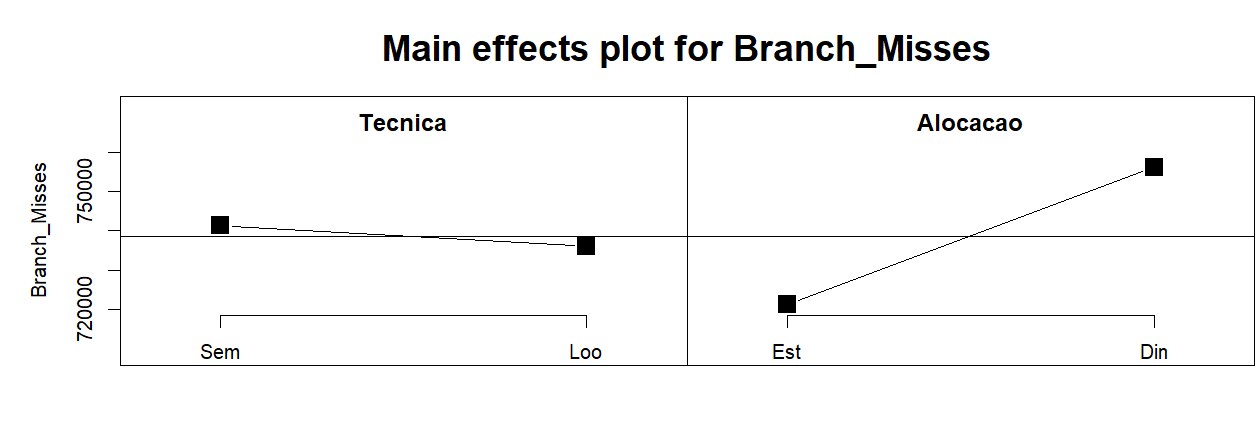 Main effects plot for Branch_Misses
Tecnica
Alocacao
Branch_Misses
750000
720000
Sem
Loo
Est
Din